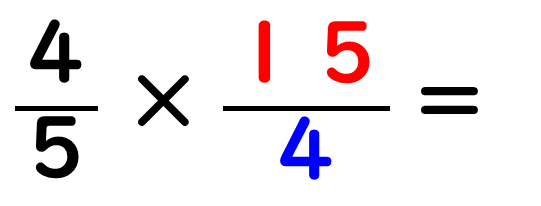 4/5 × 15/4 =